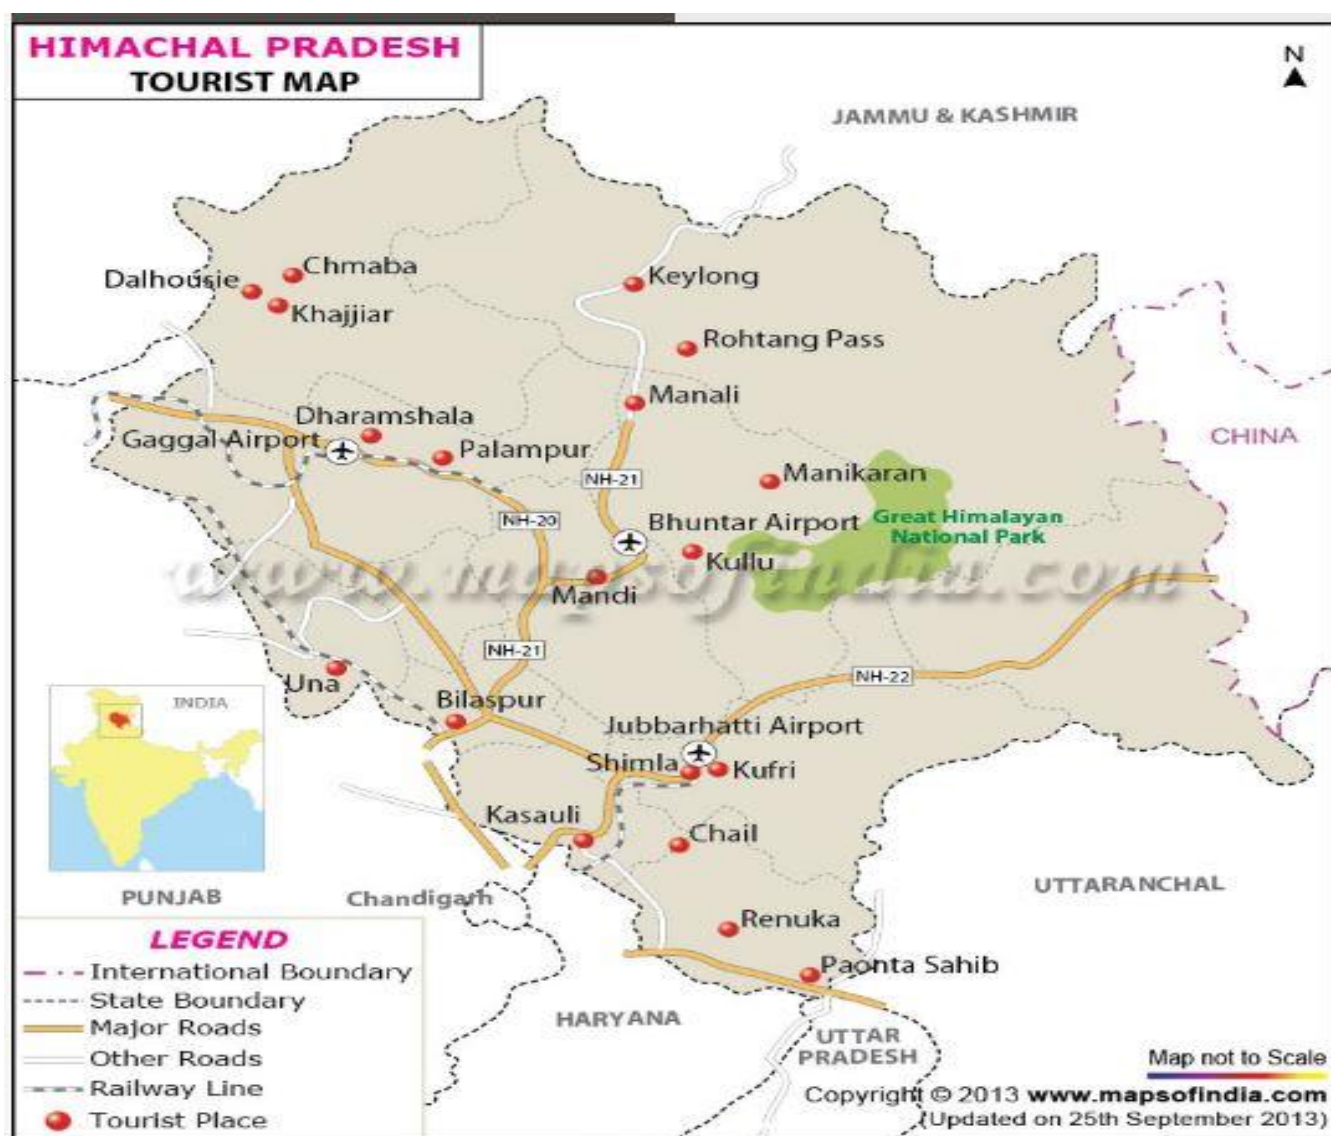 HIMACHAL PRADESH
TOURIST MAP
N
JAMMU & KASHMIR
Chmaba
Dalhousie
Khajjiar
Keylong
Rohtang Pass
Manali
CHINA
Dharamshala
Gaggal Airport
Palampur
Manikaran
NH-21
NH-20
Bhuntar Airport
Great Himalayan
National Park
Kullu
www.mapsofindia.com
Mandi
NH-21
NH-22
Una
INDIA
Bilaspur
Jubbarhatti Airport
Shimla
Kufri
Kasauli
Chail
UTTARANCHAL
PUNJAB
Chandigarh
Renuka
Paonta Sahib
HARYANA
UTTAR
PRADESH
LEGEND
International Boundary
State Boundary
Major Roads
Other Roads
Railway Line
Tourist Place
Map not to Scale
Copyright © 2013 www.mapsofindia.com
(Updated on 25th September 2013)